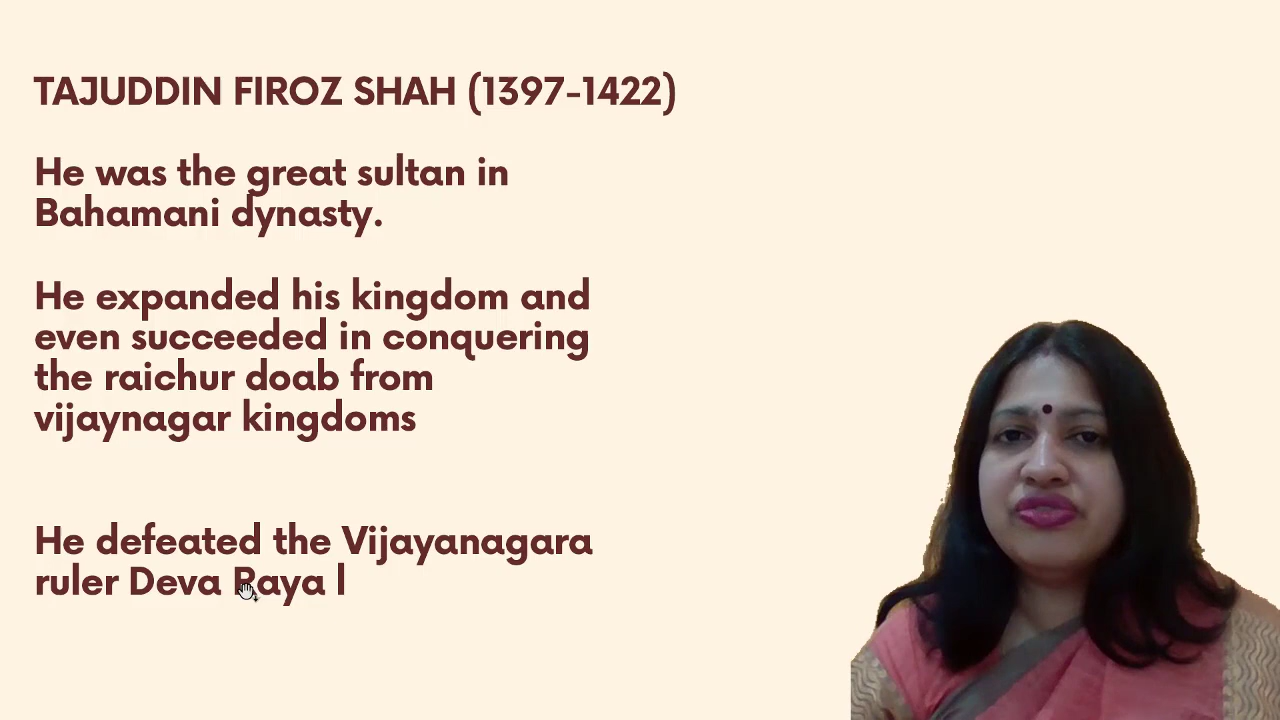 TAJUDDIN FIROZ SHAH (1397-1422)
He was the great sultan in
Bahamani dynasty.
He expanded his kingdom and
even succeeded in conquering
the raichur doab from
vijaynagar kingdoms
He defeated the Vijayanagara
ruler Deva Raya l